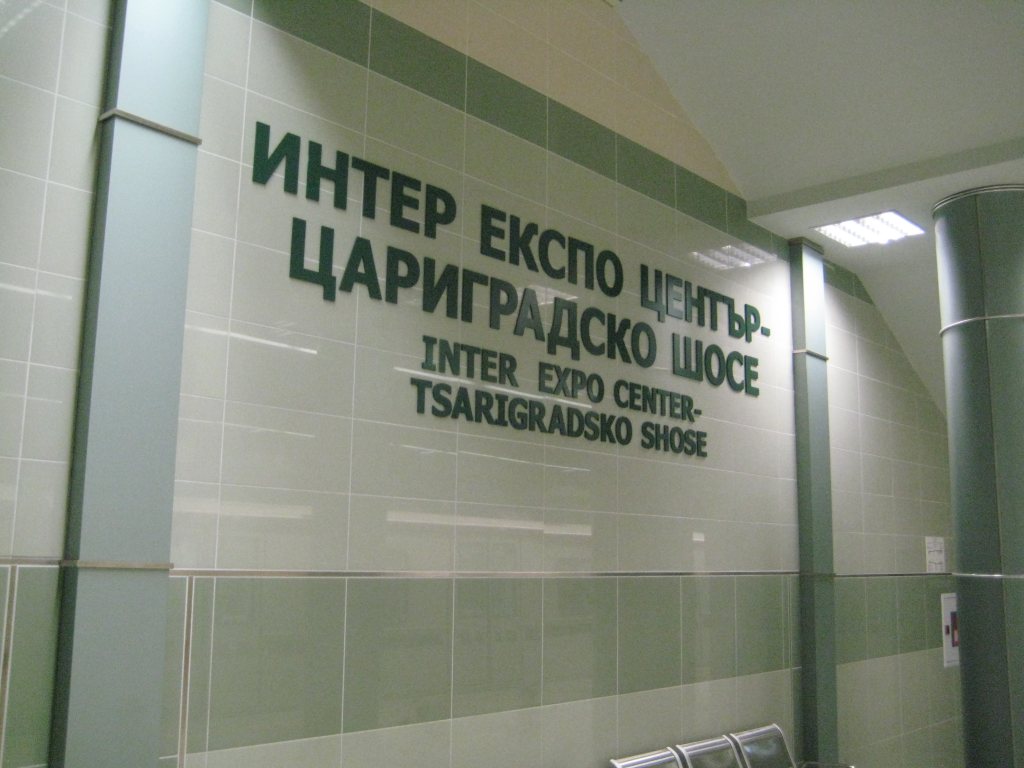 ИНТЕР ЕКСПО ЦЕНТЪР-
ЦАРИГРАДСКО ШОСЕ
INTER EXPO CENTER-
TSARIGRADSKO SHOSE